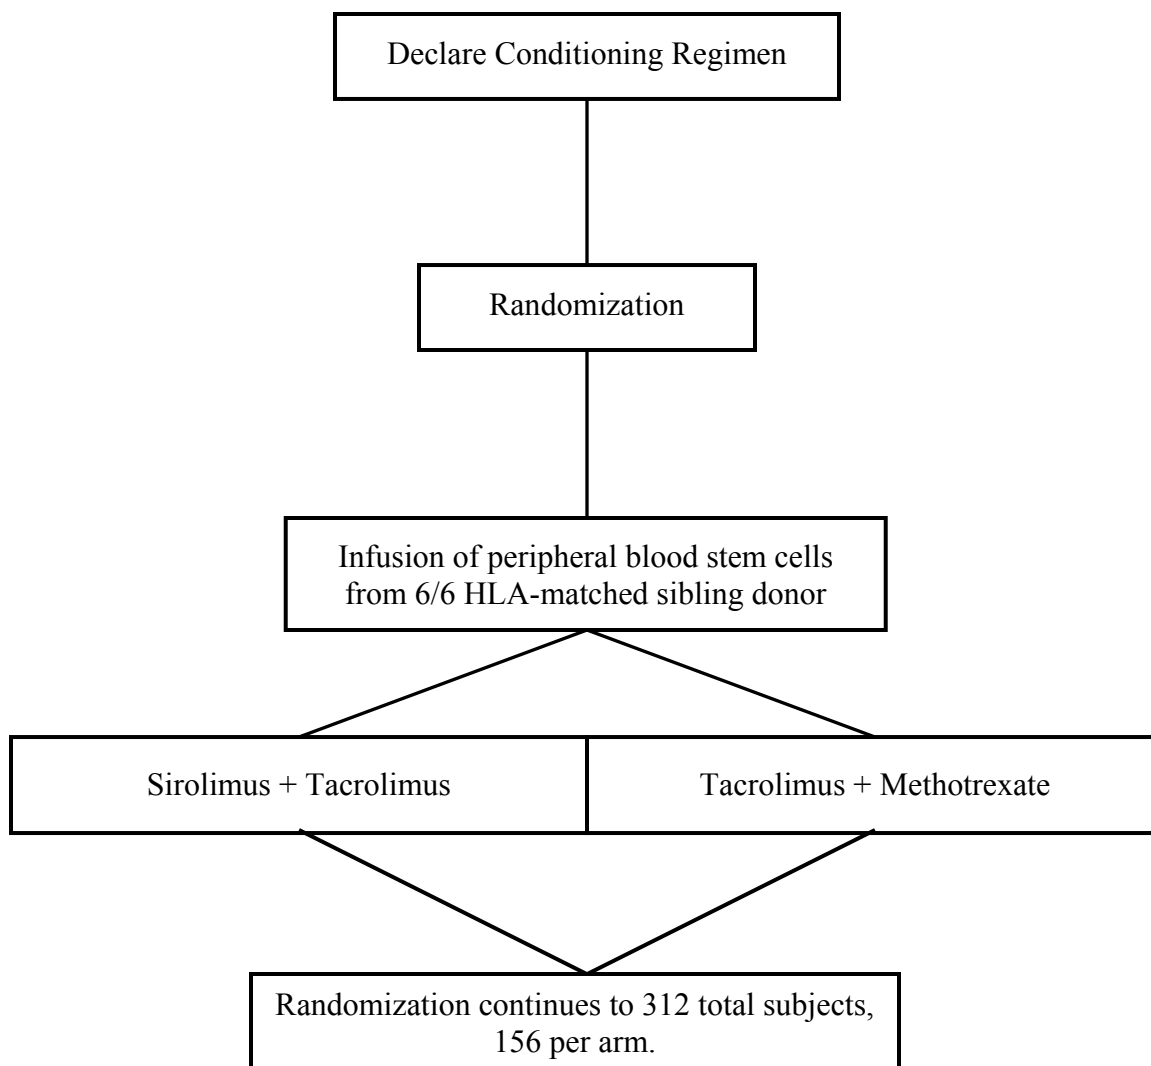 Declare Conditioning Regimen
Randomization
Infusion of peripheral blood stem cells
from 6/6 HLA-matched sibling donor
Sirolimus + Tacrolimus
Tacrolimus + Methotrexate
Randomization continues to 312 total subjects,
156 per arm.